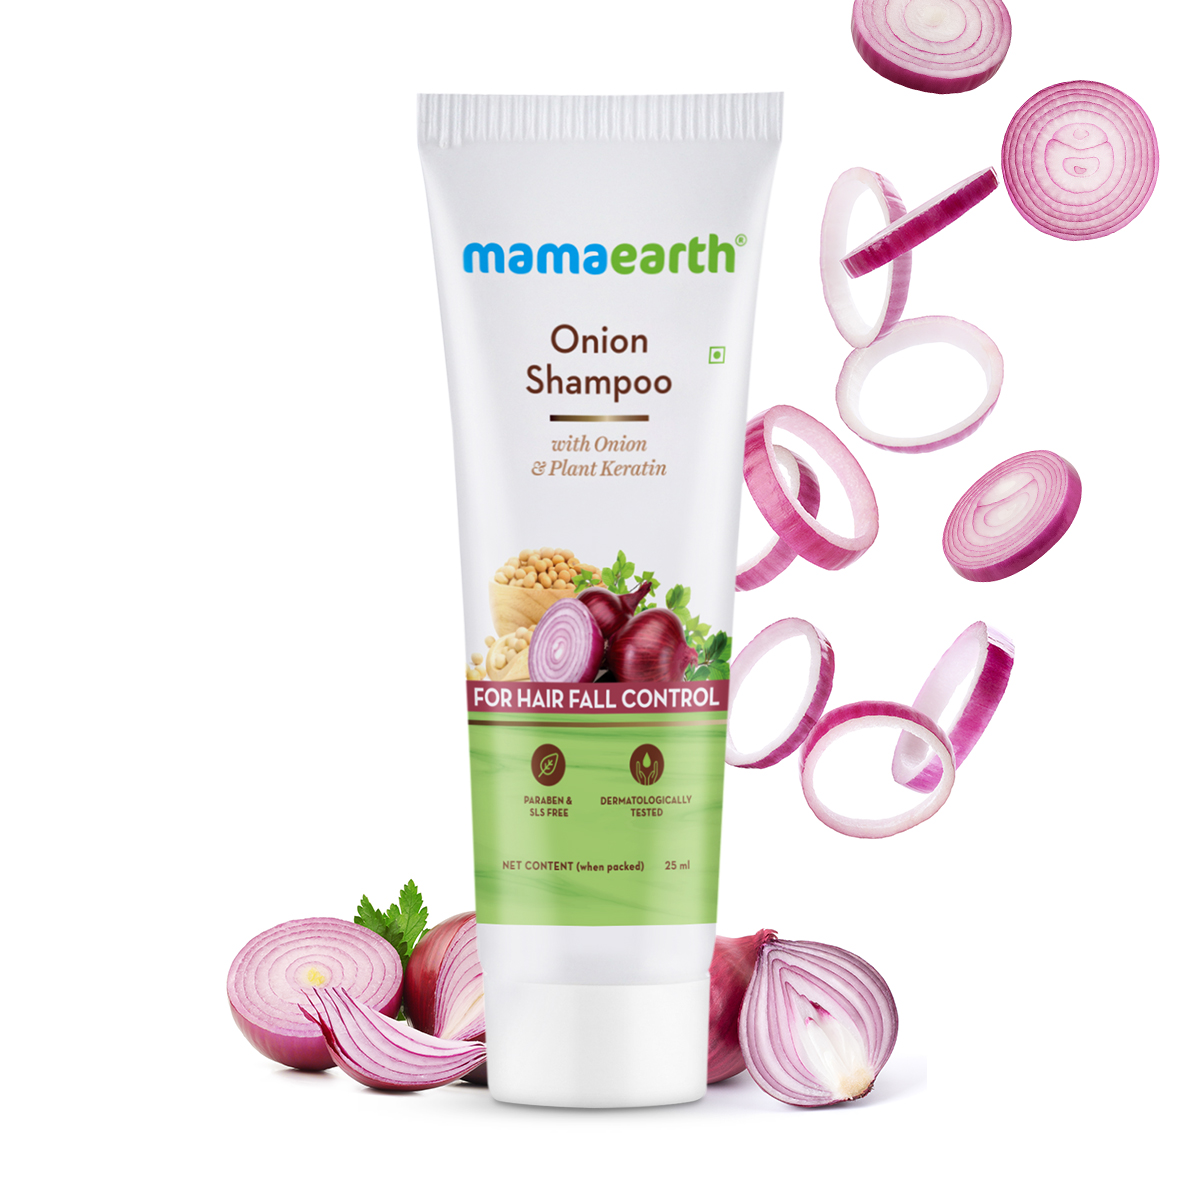 mamaearth®
Onion
Shampoo
with Onion
& Plant Keratin
FOR HAIR FALL CONTROL
PARABEN &
SLS FREE
DERMATOLOGICALLY
TESTED
NET CONTENT (when packed) 25 ml